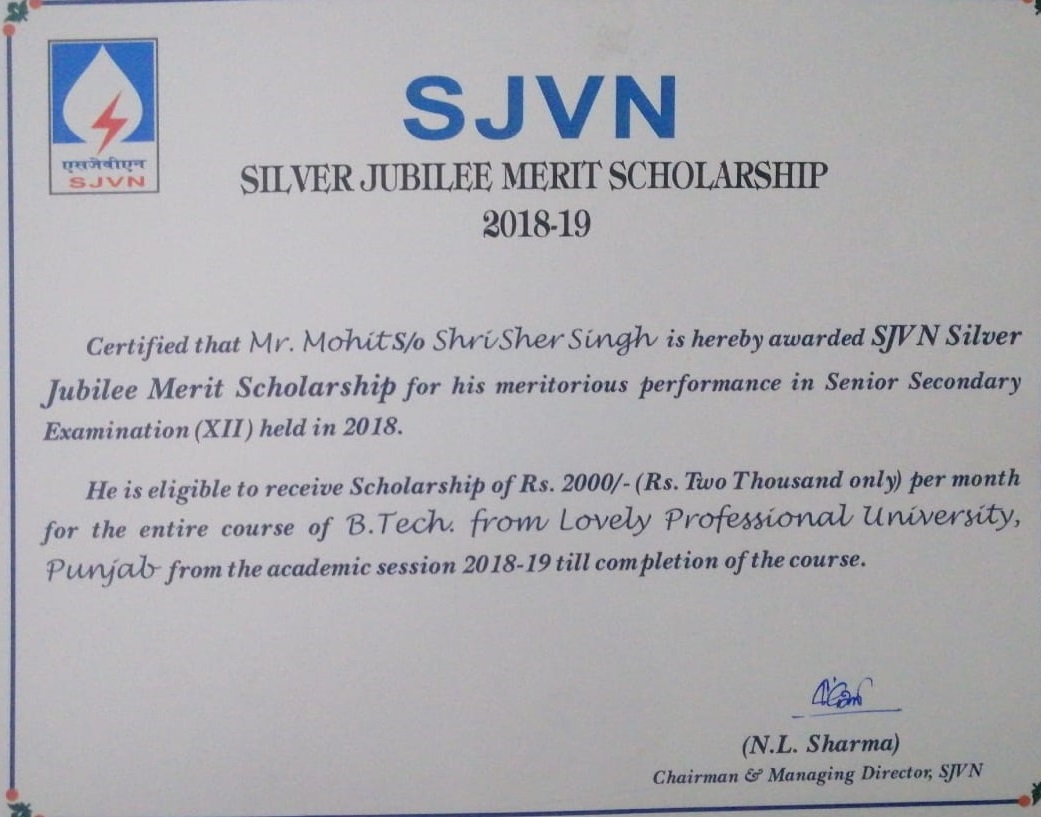 एसजेवीएन
SJVN
SJVN
SILVER JUBILEE MERIT SCHOLARSHIP
2018-19
Certified that Mr. Mohit S/o Shri Sher Singh is hereby awarded SJVN Silver
Jubilee Merit Scholarship for his meritorious performance in Senior Secondary
Examination (XII) held in 2018.
He is eligible to receive Scholarship of Rs. 2000/- (Rs. Two Thousand only) per month
for the entire course of B.Tech. from Lovely Professional University,
Punjab from the academic session 2018-19 till completion of the course.
(N.L. Sharma)
Chairman & Managing Director, SJVN